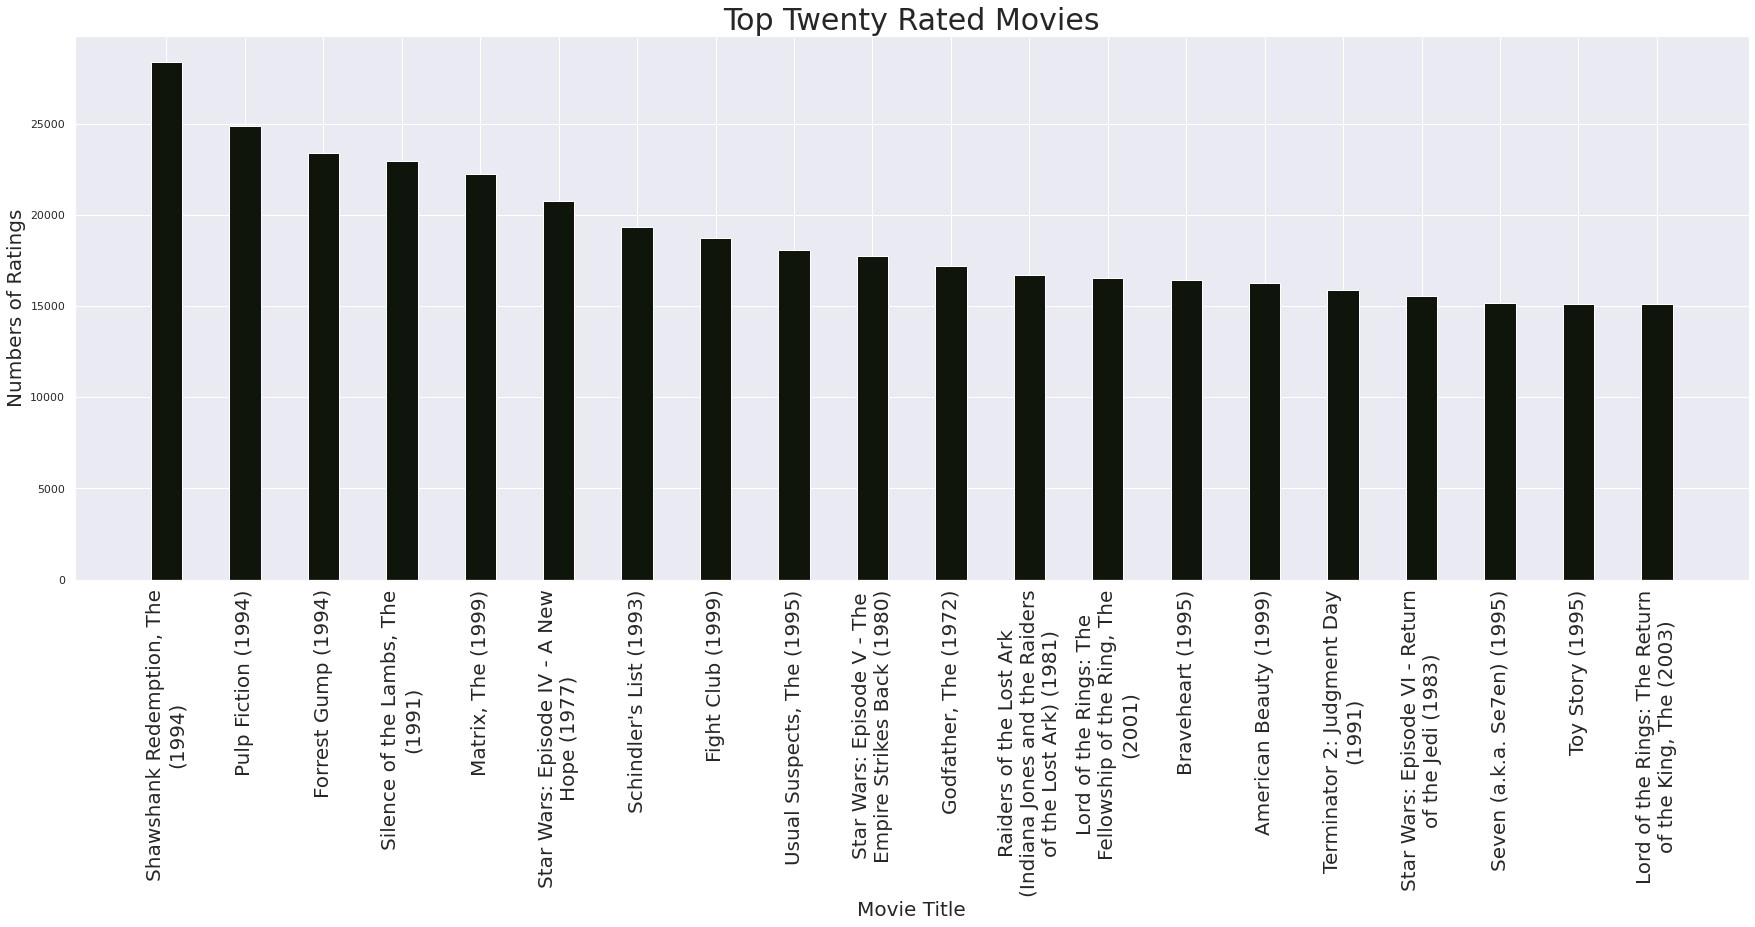 Top Twenty Rated Movies
Numbers of Ratings
25000
20000
15000
10000
5000
0
Shawshank Redemption, The
(1994)
Pulp Fiction (1994)
Forrest Gump (1994)
Silence of the Lambs, The
(1991)
Matrix, The (1999)
Star Wars: Episode IV - A New
Hope (1977)
Schindler's List (1993)
Fight Club (1999)
Usual Suspects, The (1995)
Star Wars: Episode V - The
Empire Strikes Back (1980)
Godfather, The (1972)
Raiders of the Lost Ark
(Indiana Jones and the Raiders
of the Lost Ark) (1981)
Lord of the Rings: The
Fellowship of the Ring, The
(2001)
Braveheart (1995)
American Beauty (1999)
Terminator 2: Judgment Day
(1991)
Star Wars: Episode VI - Return
of the Jedi (1983)
Seven (a.k.a. Se7en) (1995)
Toy Story (1995)
Lord of the Rings: The Return
of the King, The (2003)
Movie Title